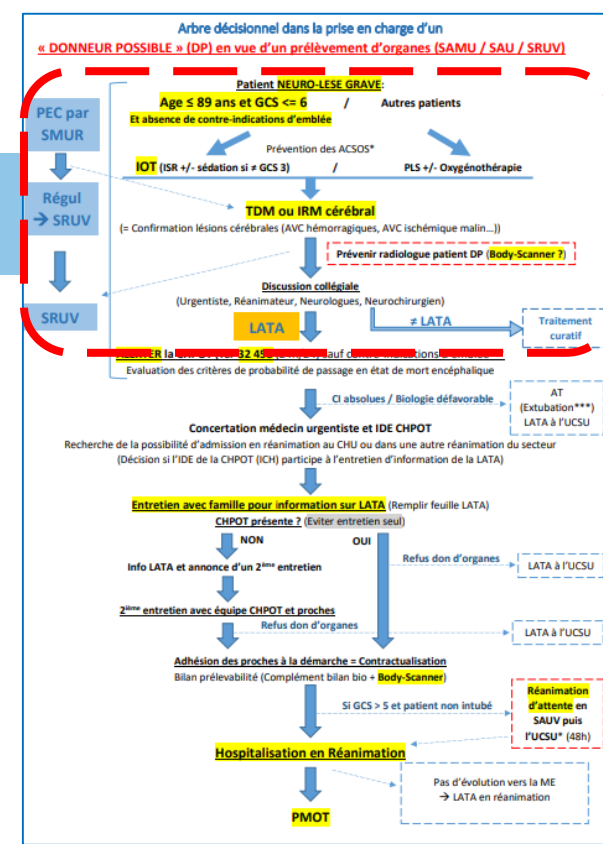 Arbre décisionnel dans la prise en charge d'un
« DONNEUR POSSIBLE » (DP) en vue d'un prélèvement d'organes (SAMU / SAU / SRUV)
Patient NEURO-LESE GRAVE:
Age ≤ 89 ans et GCS <= 6 / Autres patients
Et absence de contre-indications d'emblée
PEC par
SMUR
Prévention des ACSOS*
IOT (ISR +/- sédation si ≠ GCS 3) / PLS +/- Oxygénothérapie
Régul
→ SRUV
TDM ou IRM cérébral
(= Confirmation lésions cérébrales (AVC hémorragiques, AVC ischémique malin…))
Prévenir radiologue patient DP (Body-Scanner ?)
Discussion collégiale
(Urgentiste, Réanimateur, Neurologues, Neurochirurgien)
SRUV
LATA
≠ LATA
Traitement
curatif
la 32 45
Evaluation des critères de probabilité de passage en état de mort encéphalique
CI absolues / Biologie défavorable
AT
(Extubation***)
LATA à l'UCSU
Concertation médecin urgentiste et IDE CHPOT
Recherche de la possibilité d'admission en réanimation au CHU ou dans une autre réanimation du secteur
(Décision si l'IDE de la CHPOT (ICH) participe à l'entretien d'information de la LATA)
Entretien avec famille pour information sur LATA (Remplir feuille LATA)
CHPOT présente ? (Eviter entretien seul)
NON OUI
Refus don d'organes
LATA à l'UCSU
Info LATA et annonce d'un 2ième entretien
2ième entretien avec équipe CHPOT et proches
Refus don d'organes
LATA à l'UCSU
Adhésion des proches à la démarche = Contractualisation
Bilan prélevabilité (Complément bilan bio + Body-Scanner)
Si GCS > 5 et patient non intubé
Réanimation
d'attente en
SAUV puis
l'UCSU* (48h)
Hospitalisation en Réanimation
Pas d'évolution vers la ME
→ LATA en réanimation
PMOT